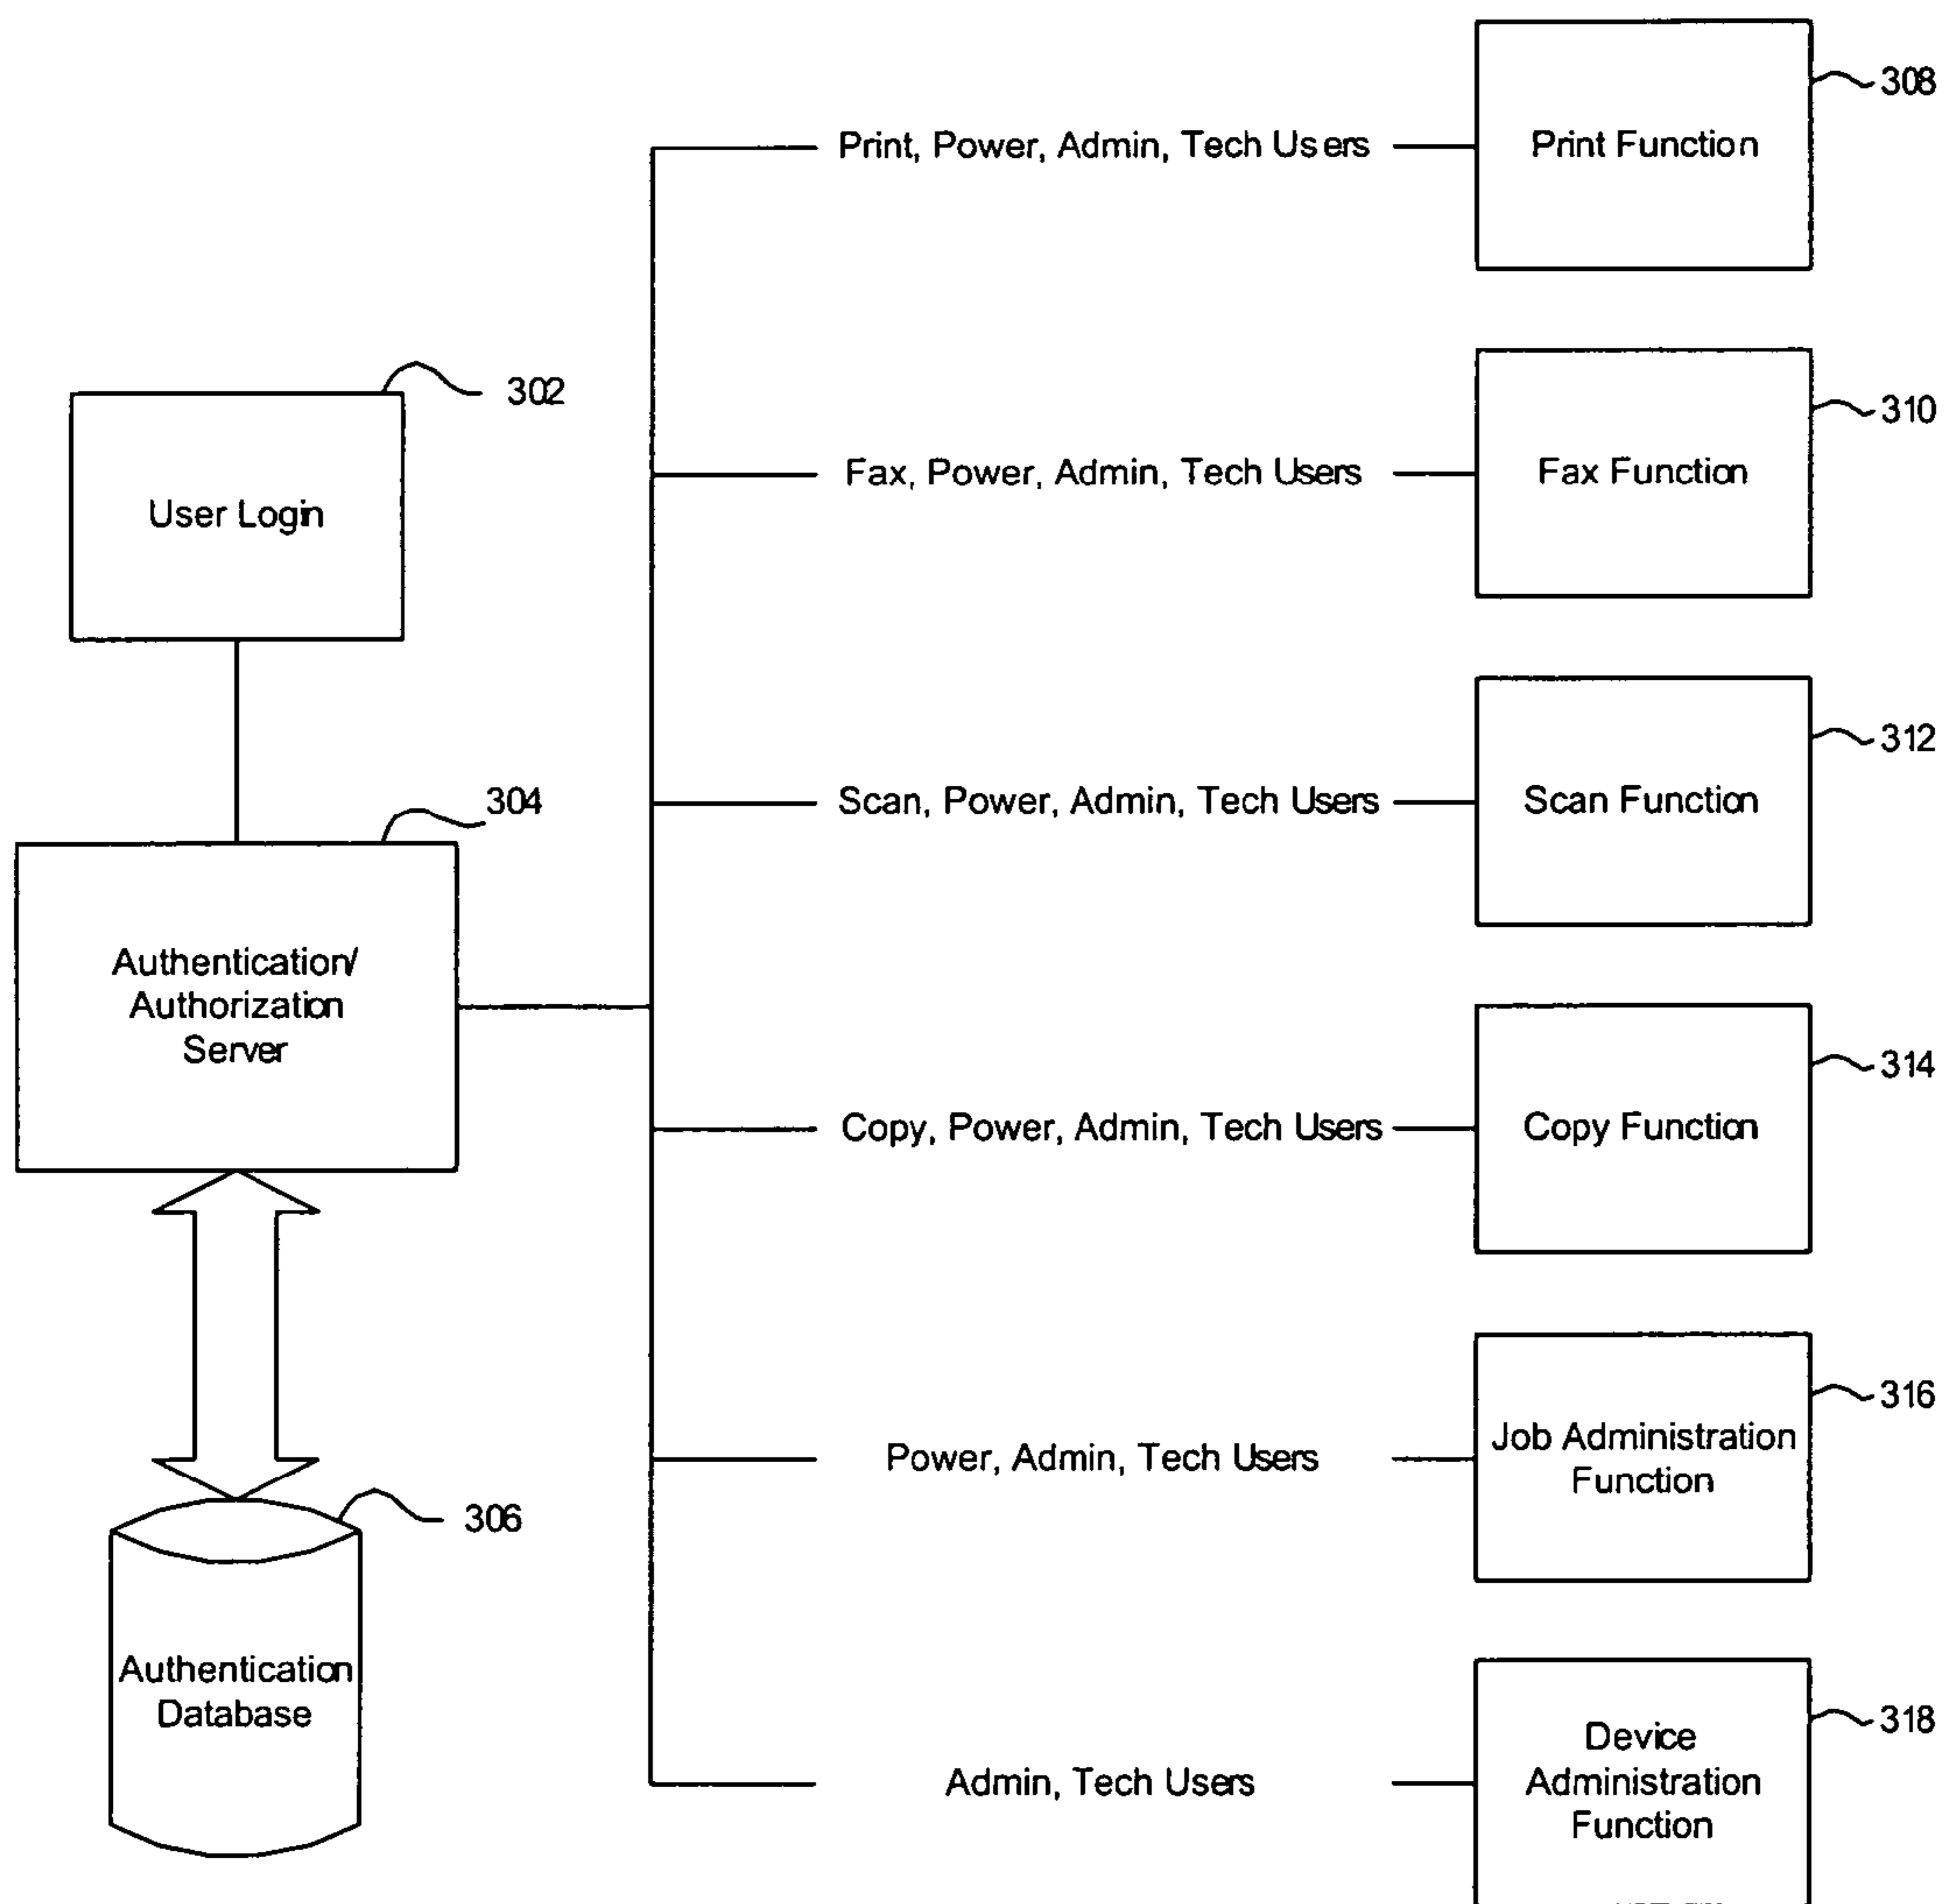 Print, Power, Admin, Tech Users
Print Function
308
302
User Login
Fax, Power, Admin, Tech Users
Fax Function
310
304
Authentication/
Authorization
Server
Scan, Power, Admin, Tech Users
Scan Function
312
Copy, Power, Admin, Tech Users
Copy Function
314
306
Authentication
Database
Power, Admin, Tech Users
Job Administration
Function
316
Admin, Tech Users
Device
Administration
Function
318